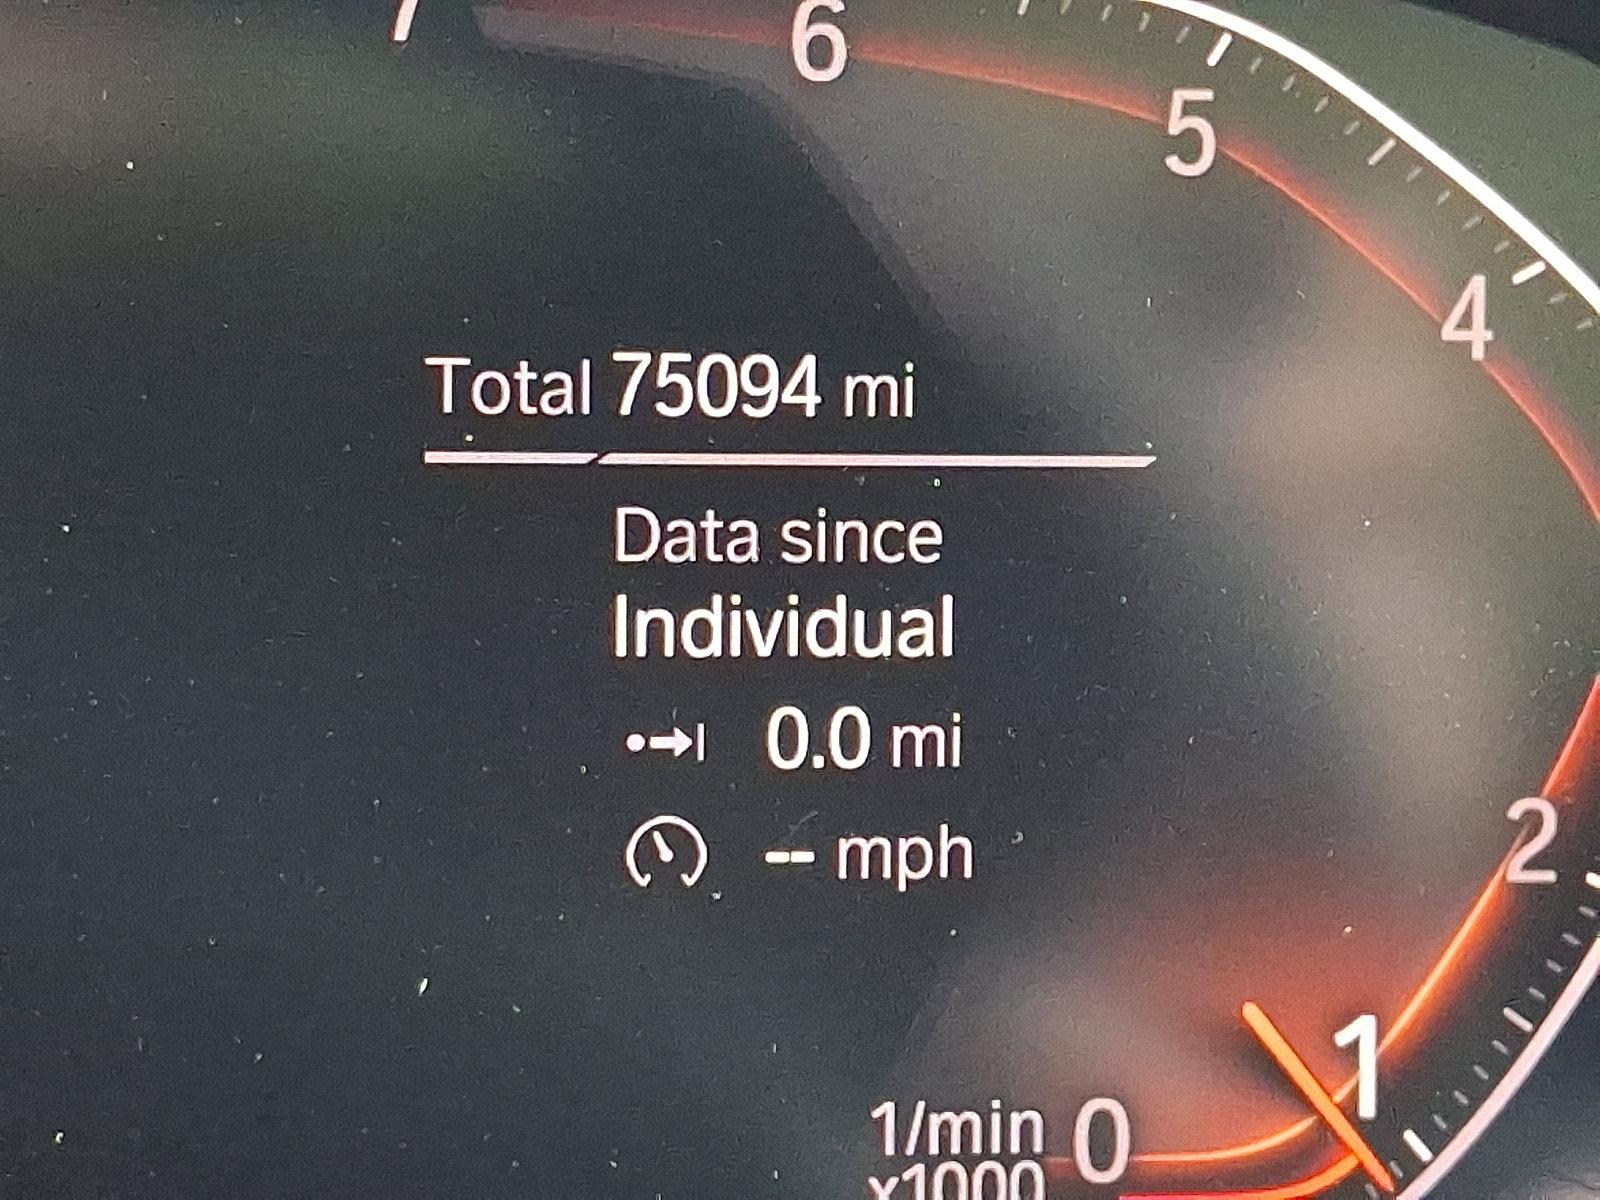 7
6
5
4
Total 75094 mi
Data since
Individual
0.0 mi
-- mph
2
1
1/min 0
x1000